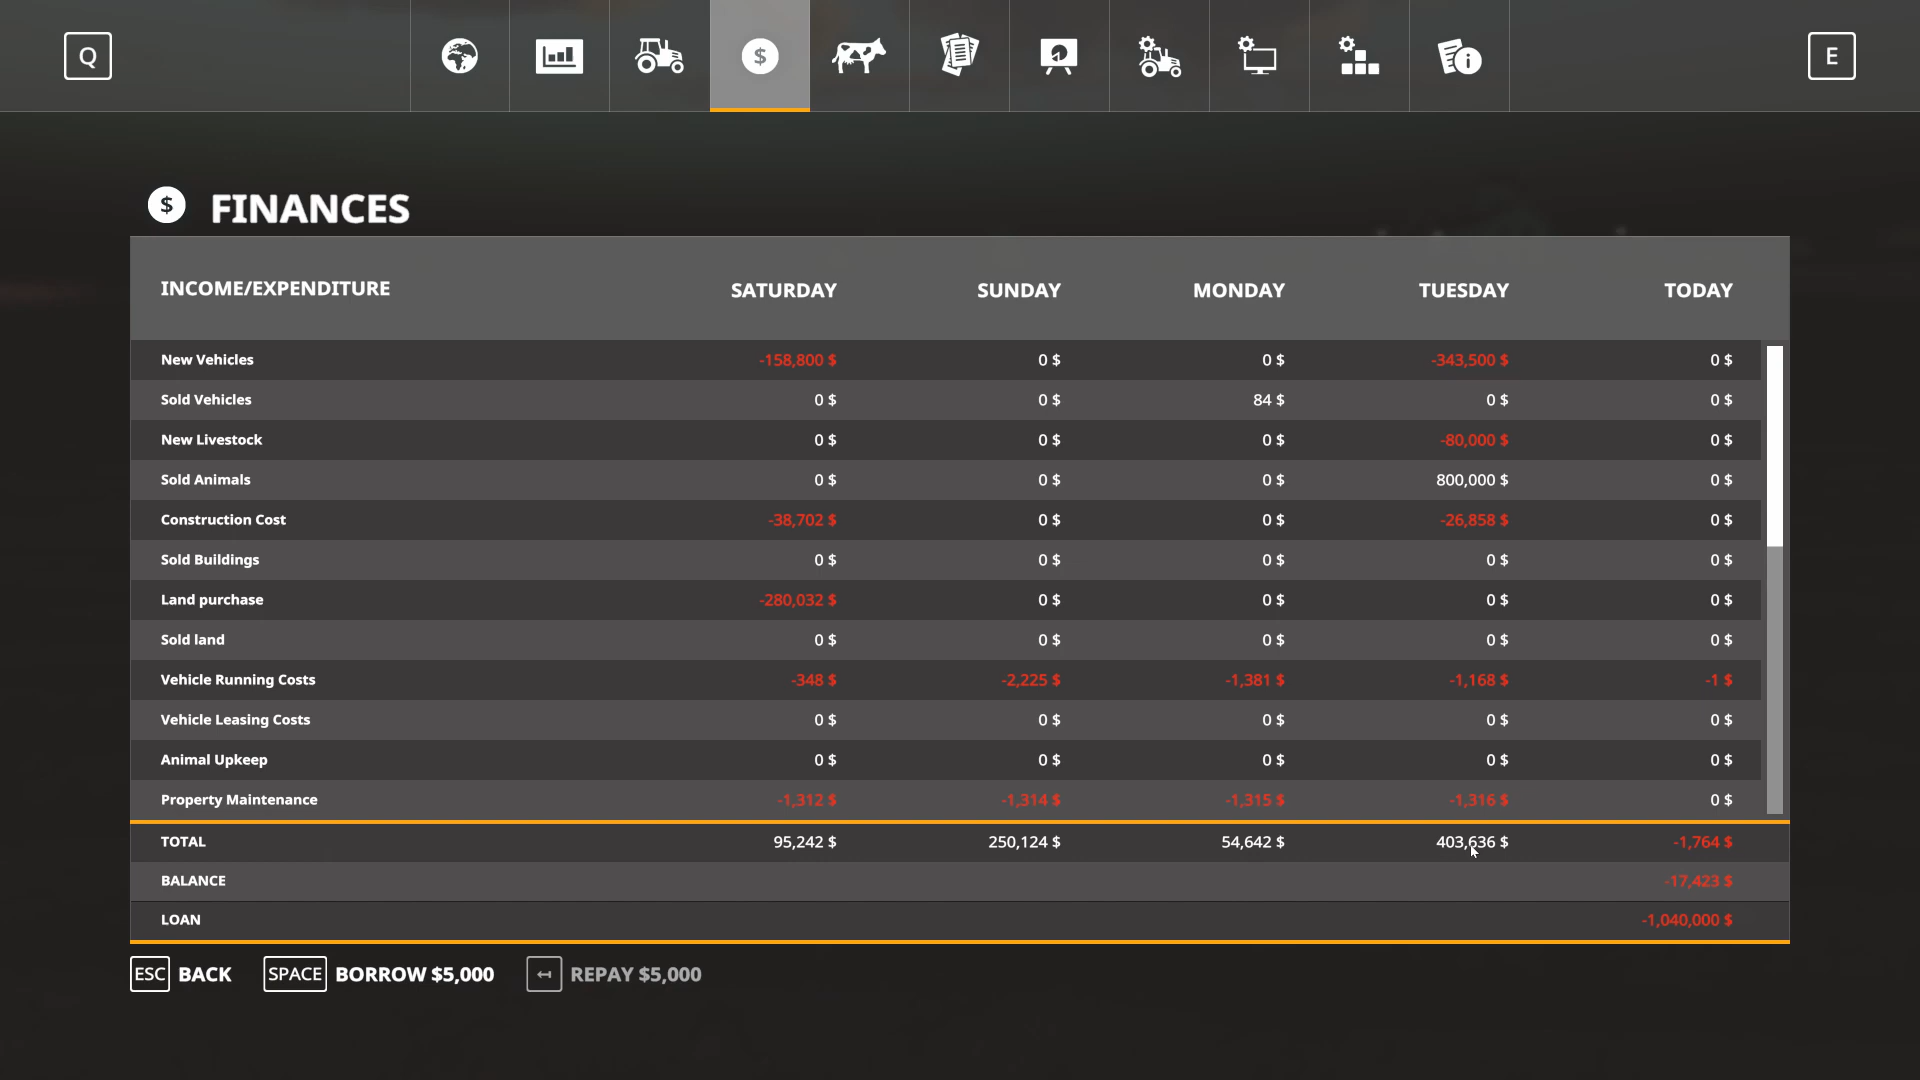 Q E
FINANCES
INCOME/EXPENDITURE SATURDAY SUNDAY MONDAY TUESDAY TODAY
New Vehicles -158,800 $ 0 $ 0 $ -343,500 $ 0 $
Sold Vehicles 0 $ 0 $ 84 $ 0 $ 0 $
New Livestock 0 $ 0 $ 0 $ -80,000 $ 0 $
Sold Animals 0 $ 0 $ 0 $ 800,000 $ 0 $
Construction Cost -38,702 $ 0 $ 0 $ -26,858 $ 0 $
Sold Buildings 0 $ 0 $ 0 $ 0 $ 0 $
Land purchase -280,032 $ 0 $ 0 $ 0 $ 0 $
Sold land 0 $ 0 $ 0 $ 0 $ 0 $
Vehicle Running Costs -348 $ -2,225 $ -1,381 $ -1,168 $ -1 $
Vehicle Leasing Costs 0 $ 0 $ 0 $ 0 $ 0 $
Animal Upkeep 0 $ 0 $ 0 $ 0 $ 0 $
Property Maintenance -1,312 $ -1,314 $ -1,315 $ -1,316 $ 0 $
TOTAL 95,242 $ 250,124 $ 54,642 $ 403,636 $ -1,764 $
BALANCE -17,423 $
LOAN -1,040,000 $
ESC BACK SPACE BORROW $5,000 REPAY $5,000